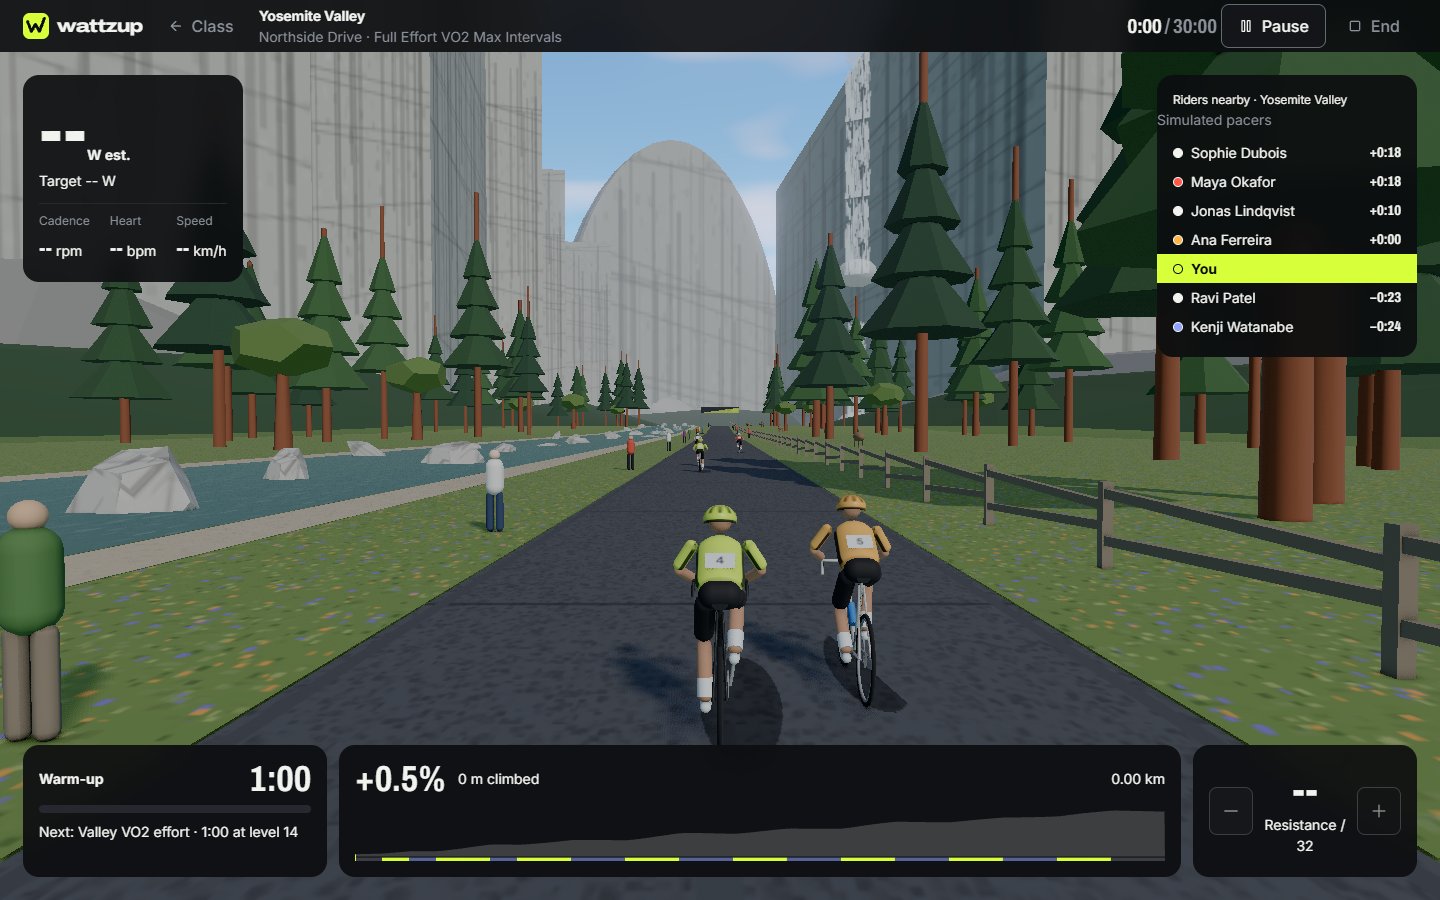 wattzup
← Class
Yosemite Valley
Northside Drive · Full Effort VO2 Max Intervals
0:00 / 30:00
Pause
End
--
W est.
Target -- W
Cadence Heart Speed
-- rpm -- bpm -- km/h
Riders nearby · Yosemite Valley
Simulated pacers
Sophie Dubois +0:18
Maya Okafor +0:18
Jonas Lindqvist +0:10
Ana Ferreira +0:00
You
Ravi Patel −0:23
Kenji Watanabe −0:24
4
5
Warm-up 1:00
Next: Valley VO2 effort · 1:00 at level 14
+0.5% 0 m climbed 0.00 km
--
− Resistance / +
32